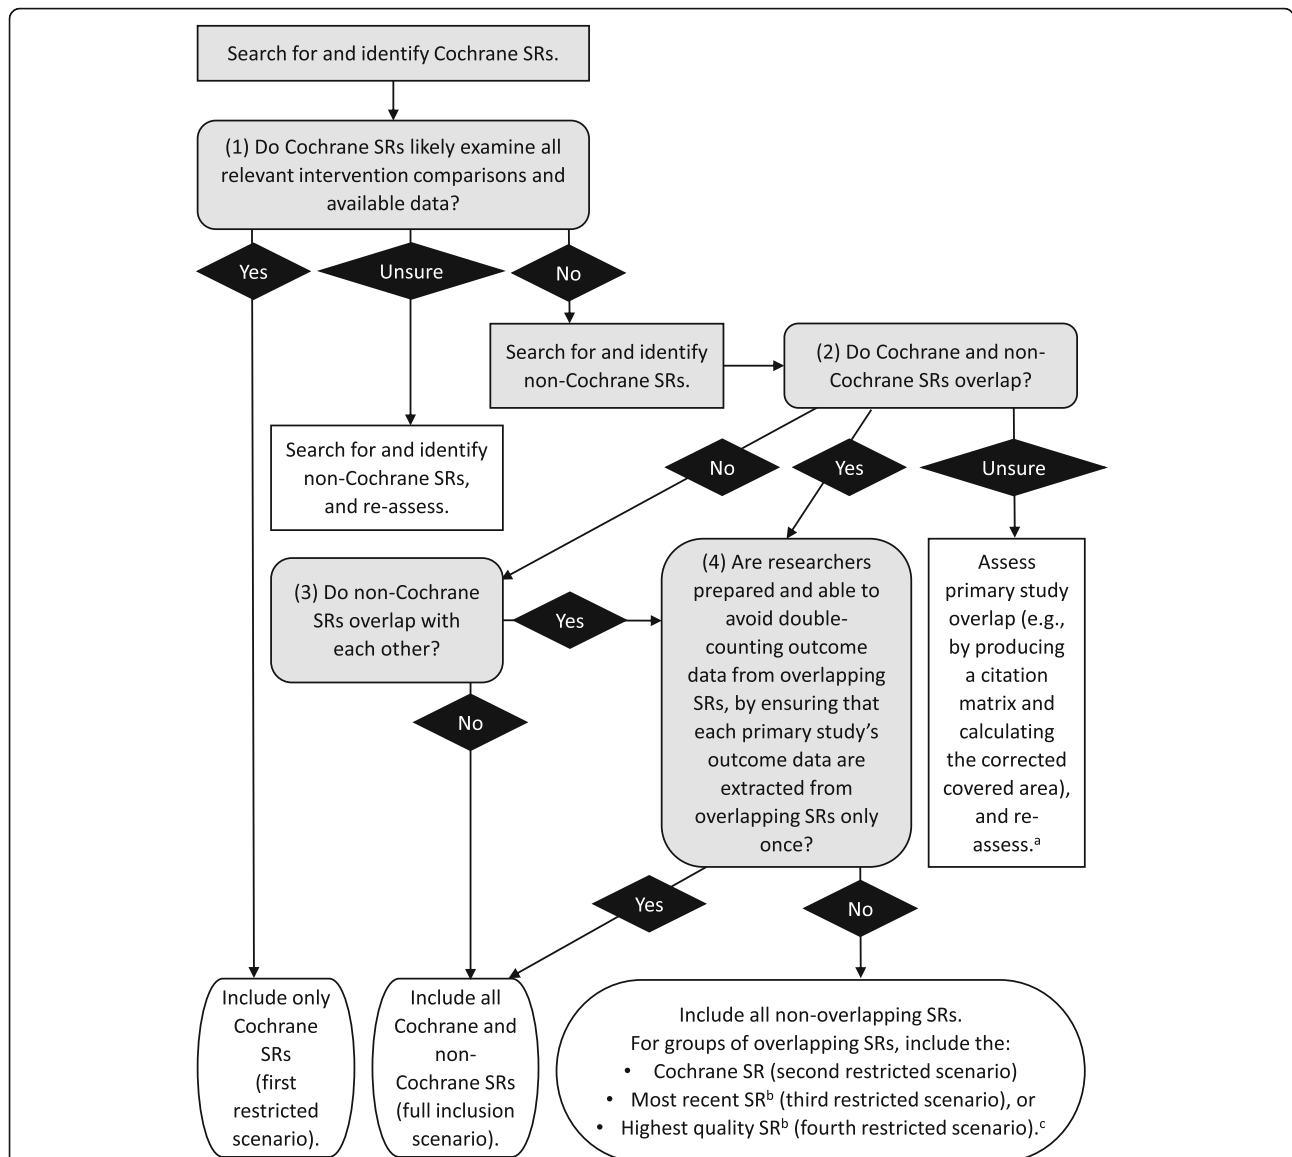 Search for and identify Cochrane SRs.
(1) Do Cochrane SRs likely examine all
relevant intervention comparisons and
available data?
Yes
Unsure
No
Search for and identify
non-Cochrane SRs.
(2) Do Cochrane and non-
Cochrane SRs overlap?
Search for and identify
non-Cochrane SRs,
and re-assess.
No
Yes
Unsure
(3) Do non-Cochrane
SRs overlap with
each other?
Yes
No
(4) Are researchers
prepared and able to
avoid double-
counting outcome
data from overlapping
SRs, by ensuring that
each primary study’s
outcome data are
extracted from
overlapping SRs only
once?
Assess
primary study
overlap (e.g.,
by producing
a citation
matrix and
calculating
the corrected
covered area),
and re-
assess.ᵃ
Yes
No
Include only
Cochrane
SRs
(first
restricted
scenario).
Include all
Cochrane and
non-
Cochrane SRs
(full inclusion
scenario).
Include all non-overlapping SRs.
For groups of overlapping SRs, include the:
• Cochrane SR (second restricted scenario)
• Most recent SRᵇ (third restricted scenario), or
• Highest quality SRᵇ (fourth restricted scenario).ᶜ